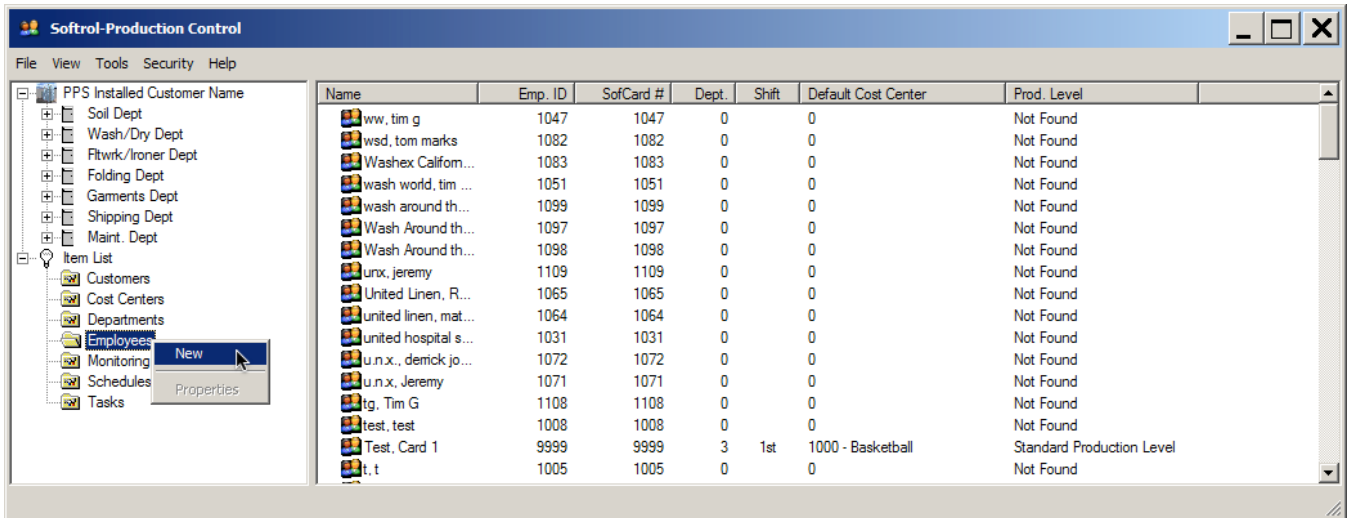 Softrol-Production Control
File View Tools Security Help
PPS Installed Customer Name
Soil Dept
Wash/Dry Dept
Fltwrk/Ironer Dept
Folding Dept
Garments Dept
Shipping Dept
Maint. Dept
Item List
Customers
Cost Centers
Departments
Employees
Monitoring
Schedules
Tasks
New
Properties
Name Emp. ID SofCard # Dept. Shift Default Cost Center Prod. Level
ww, tim g 1047 1047 0 0 Not Found
wsd, tom marks 1082 1082 0 0 Not Found
Washex Californ... 1083 1083 0 0 Not Found
wash world, tim ... 1051 1051 0 0 Not Found
wash around th... 1099 1099 0 0 Not Found
Wash Around th... 1097 1097 0 0 Not Found
Wash Around th... 1098 1098 0 0 Not Found
unx, jeremy 1109 1109 0 0 Not Found
United Linen, R... 1065 1065 0 0 Not Found
united linen, mat... 1064 1064 0 0 Not Found
united hospital s... 1031 1031 0 0 Not Found
u.n.x., derrick jo... 1072 1072 0 0 Not Found
u.n.x, Jeremy 1071 1071 0 0 Not Found
tg, Tim G 1108 1108 0 0 Not Found
test, test 1008 1008 0 0 Not Found
Test, Card 1 9999 9999 3 1st 1000 - Basketball Standard Production Level
t, t 1005 1005 0 0 Not Found